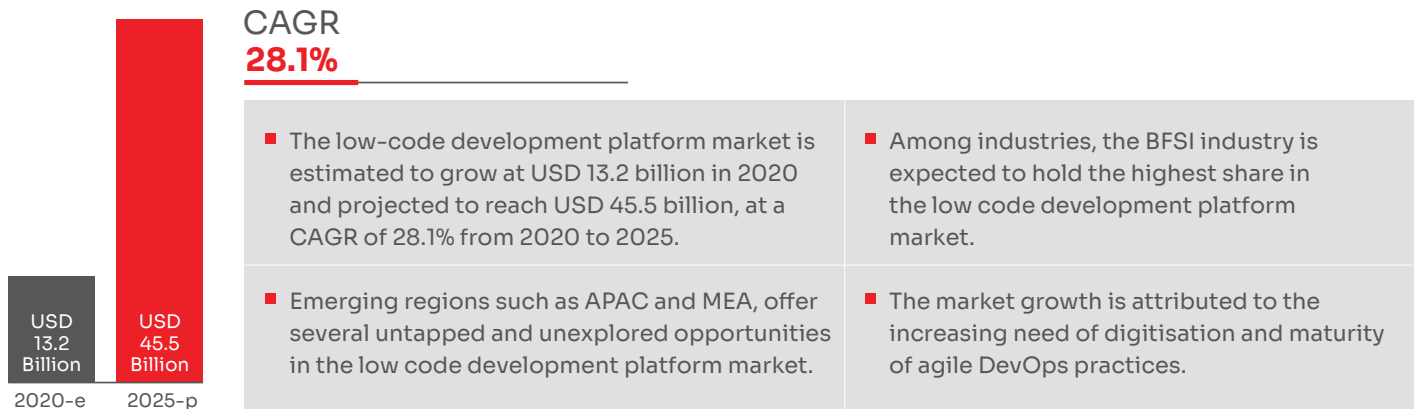 CAGR
28.1%
The low-code development platform market is
estimated to grow at USD 13.2 billion in 2020
and projected to reach USD 45.5 billion, at a
CAGR of 28.1% from 2020 to 2025.
Among industries, the BFSI industry is
expected to hold the highest share in
the low code development platform
market.
Emerging regions such as APAC and MEA, offer
several untapped and unexplored opportunities
in the low code development platform market.
The market growth is attributed to the
increasing need of digitisation and maturity
of agile DevOps practices.
USD
13.2
Billion
USD
45.5
Billion
2020-e
2025-p